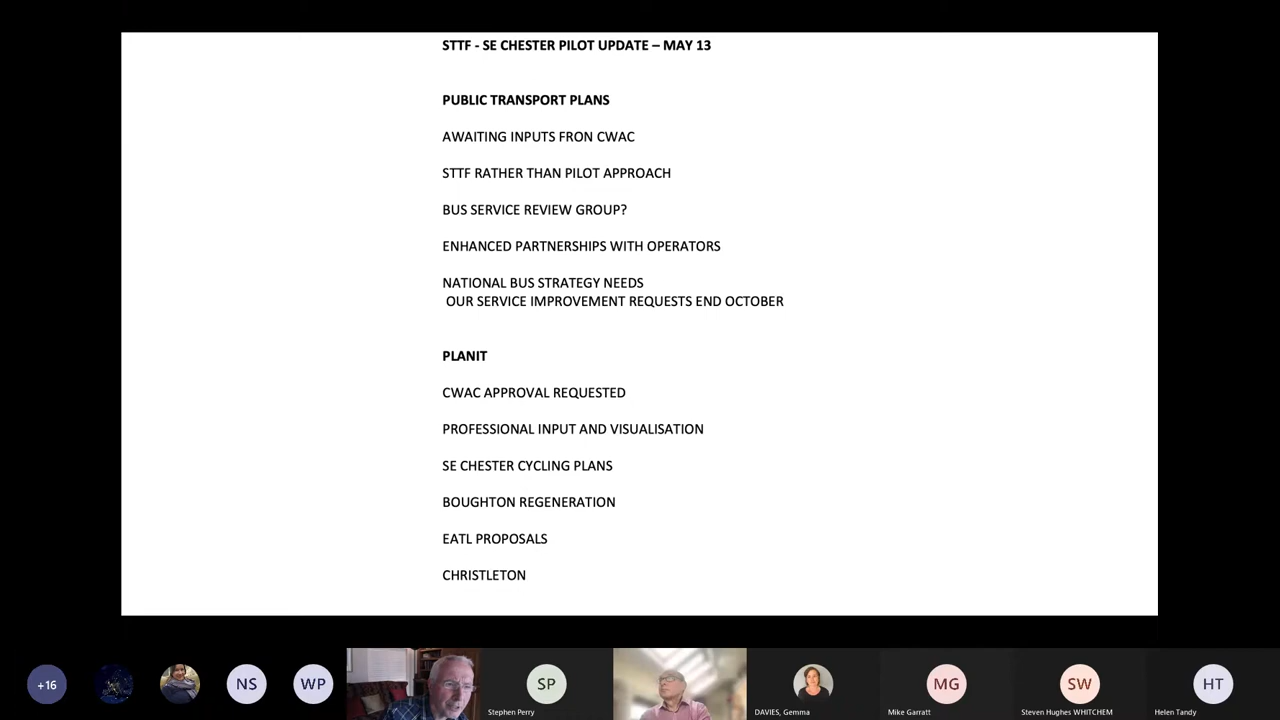 STTF - SE CHESTER PILOT UPDATE – MAY 13
PUBLIC TRANSPORT PLANS
AWAITING INPUTS FRON CWAC
STTF RATHER THAN PILOT APPROACH
BUS SERVICE REVIEW GROUP?
ENHANCED PARTNERSHIPS WITH OPERATORS
NATIONAL BUS STRATEGY NEEDS
OUR SERVICE IMPROVEMENT REQUESTS END OCTOBER
PLANIT
CWAC APPROVAL REQUESTED
PROFESSIONAL INPUT AND VISUALISATION
SE CHESTER CYCLING PLANS
BOUGHTON REGENERATION
EATL PROPOSALS
CHRISTLETON
+16
NS
WP
SP
MG
SW
HT
Stephen Perry
DAVIES, Gemma
Mike Garratt
Steven Hughes WHITCHEM
Helen Tandy